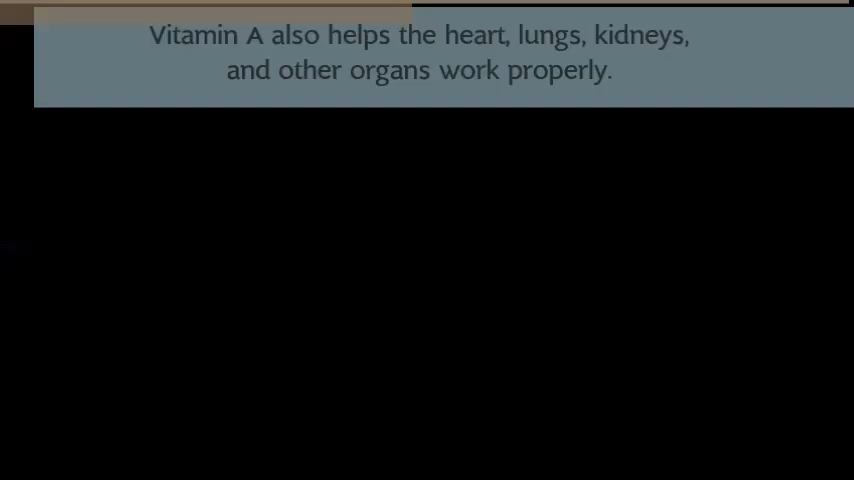 Vitamin A also helps the heart, lungs, kidneys,
and other organs work properly.